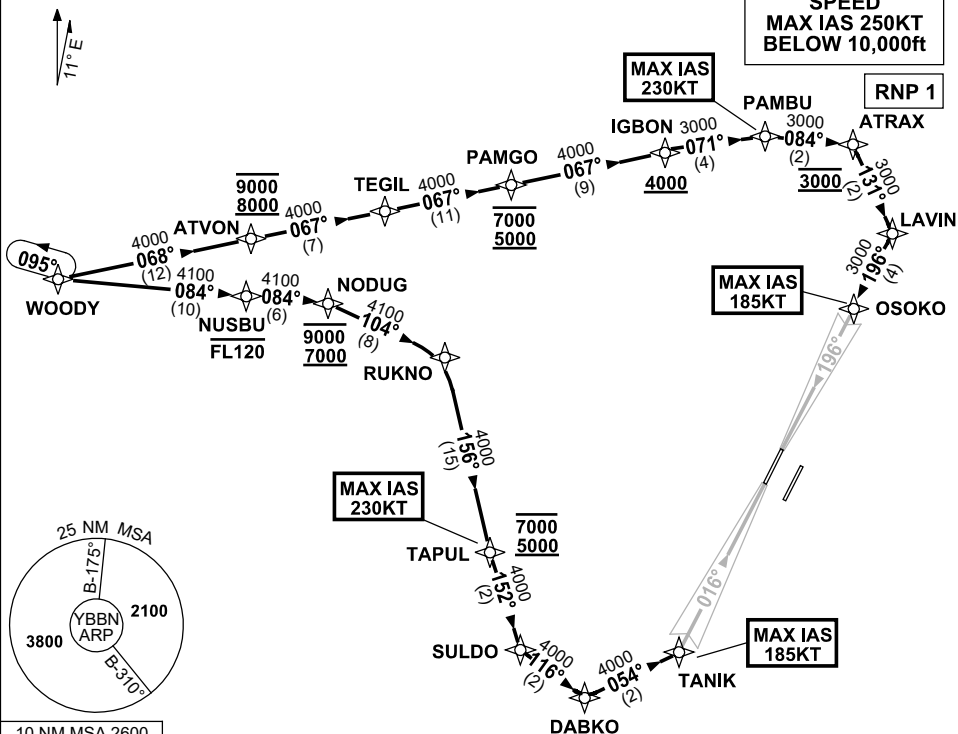 SPEED
MAX IAS 250KT
BELOW 10,000ft
RNP 1
11° E
MAX IAS
230KT
PAMBU
ATRAX
IGBON
3000
071°
(4)
3000
084°
(2)
3000
3000
131°
(2)
PAMGO
4000
067°
(9)
4000
TEGIL
4000
067°
(11)
7000
5000
9000
8000
ATVON
4000
067°
(7)
LAVIN
3000
196°
(4)
4000
068°
(12)
095°
WOODY
4100
084°
(10)
4100
084°
(6)
NUSBU
FL120
NODUG
9000
7000
4100
104°
(8)
RUKNO
MAX IAS
185KT
OSOKO
196°
4000
156°
(15)
MAX IAS
230KT
7000
5000
TAPUL
4000
152°
(2)
016°
SULDO
4000
116°
(2)
4000
054°
(2)
MAX IAS
185KT
TANIK
DABKO
25 NM MSA
B-175°
2100
YBBN
ARP
3800
B-310°
10 NM MSA 2600